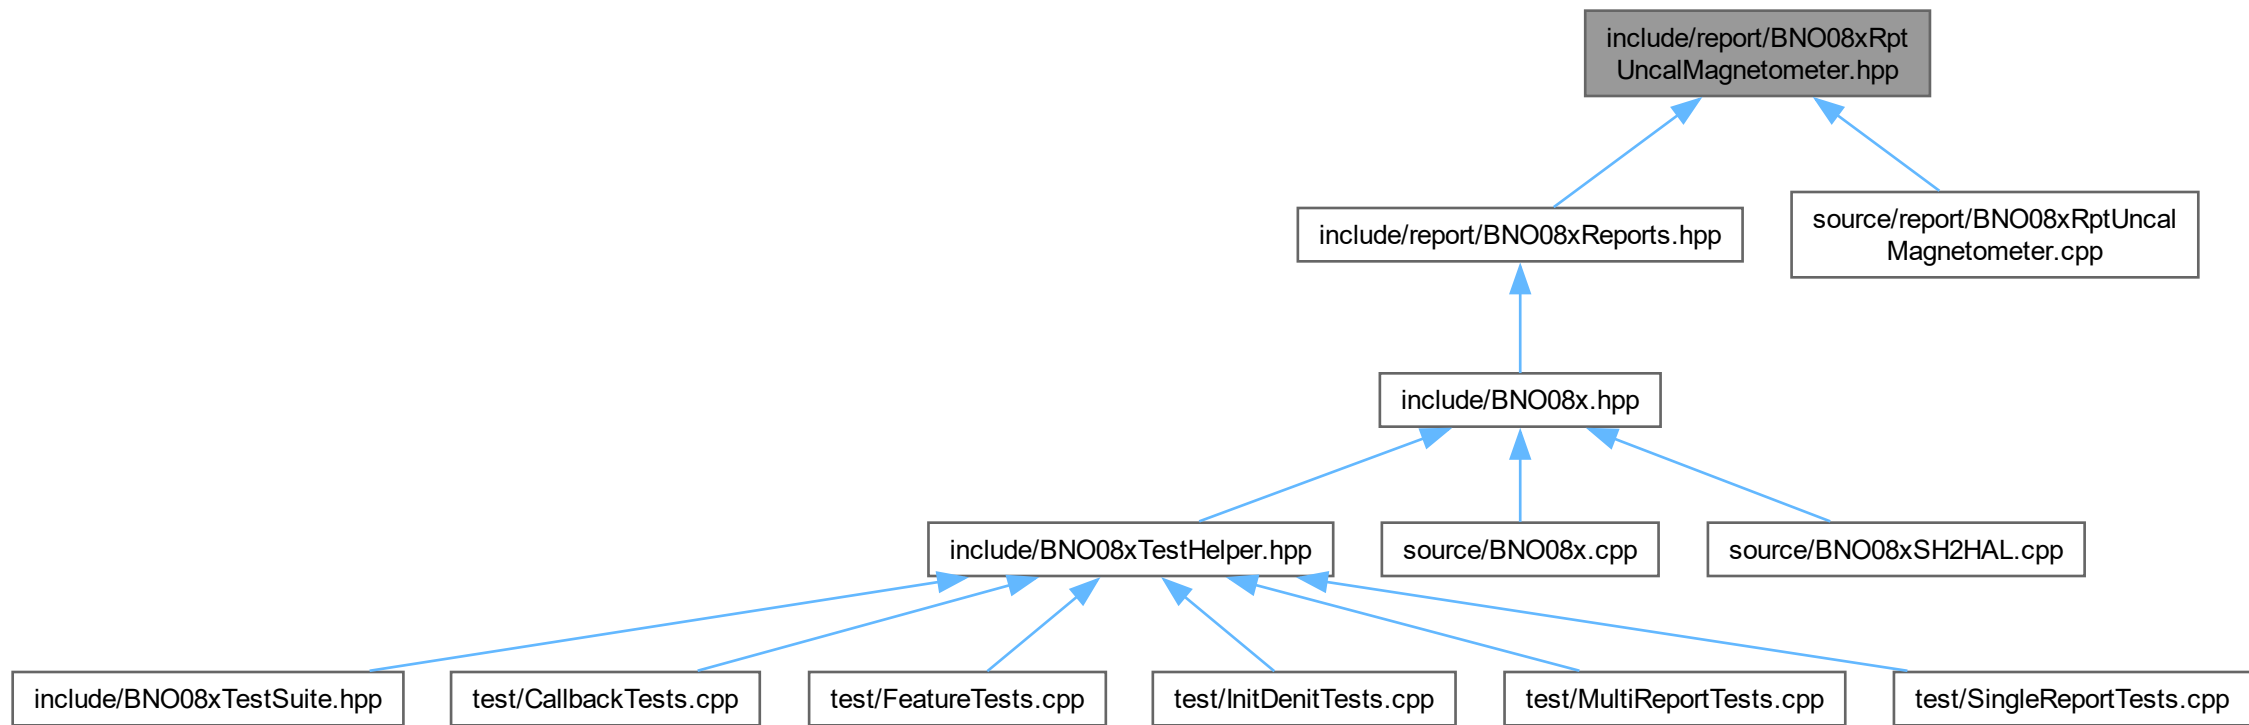 include/report/BNO08xRpt
UncalMagnetometer.hpp
include/report/BNO08xReports.hpp
source/report/BNO08xRptUncal
Magnetometer.cpp
include/BNO08x.hpp
include/BNO08xTestHelper.hpp
source/BNO08x.cpp
source/BNO08xSH2HAL.cpp
include/BNO08xTestSuite.hpp
test/CallbackTests.cpp
test/FeatureTests.cpp
test/InitDenitTests.cpp
test/MultiReportTests.cpp
test/SingleReportTests.cpp